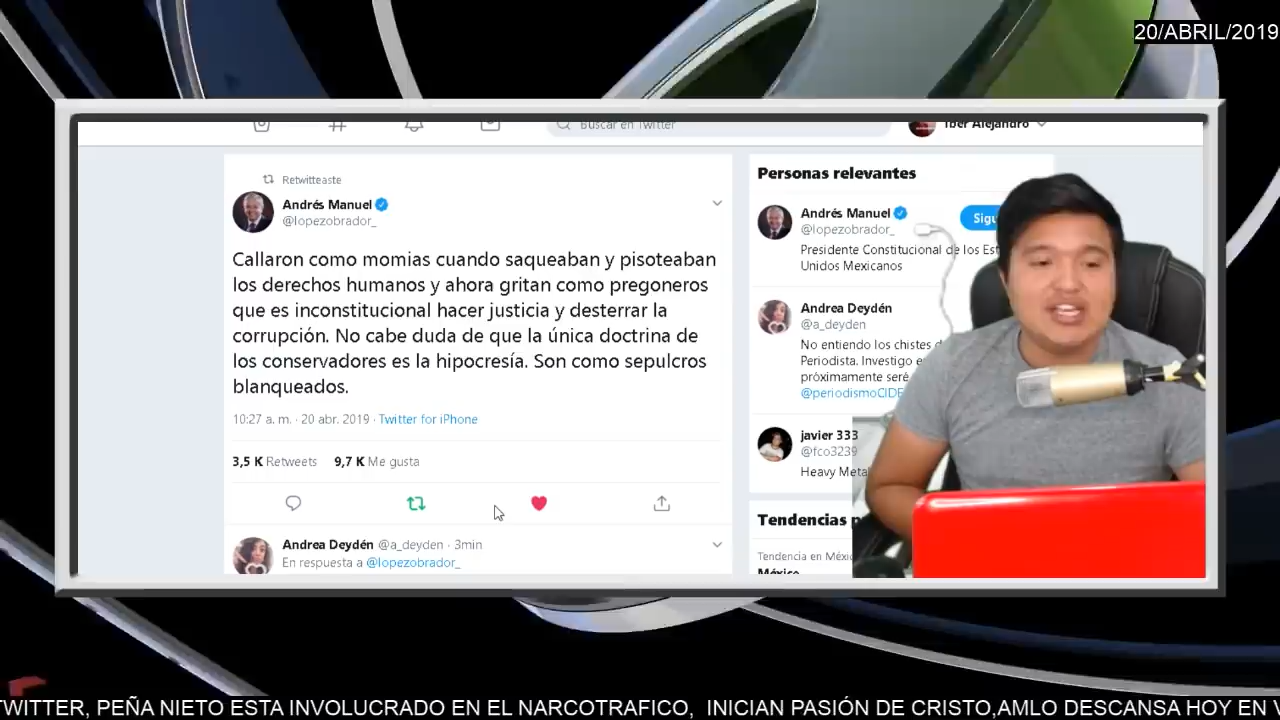 20/ABRIL/2019
Buscar en Twitter
Iber Alejandro
Retwitteaste
Andrés Manuel
@lopezobrador_
Callaron como momias cuando saqueaban y pisoteaban
los derechos humanos y ahora gritan como pregoneros
que es inconstitucional hacer justicia y desterrar la
corrupción. No cabe duda de que la única doctrina de
los conservadores es la hipocresía. Son como sepulcros
blanqueados.
10:27 a. m. · 20 abr. 2019 · Twitter for iPhone
3,5 K Retweets 9,7 K Me gusta
Andrea Deydén @a_deyden · 3min
En respuesta a @lopezobrador_
Personas relevantes
Andrés Manuel
@lopezobrador_
Presidente Constitucional de los Est
Unidos Mexicanos
Andrea Deydén
@a_deyden
No entiendo los chistes d
Periodista. Investigo e
próximamente seré
@periodismoCIDE
javier 333
@fco3239
Heavy Metal
Tendencias p
Tendencia en Méxic
México
TWITTER, PEÑA NIETO ESTA INVOLUCRADO EN EL NARCOTRAFICO, INICIAN PASIÓN DE CRISTO,AMLO DESCANSA HOY EN V